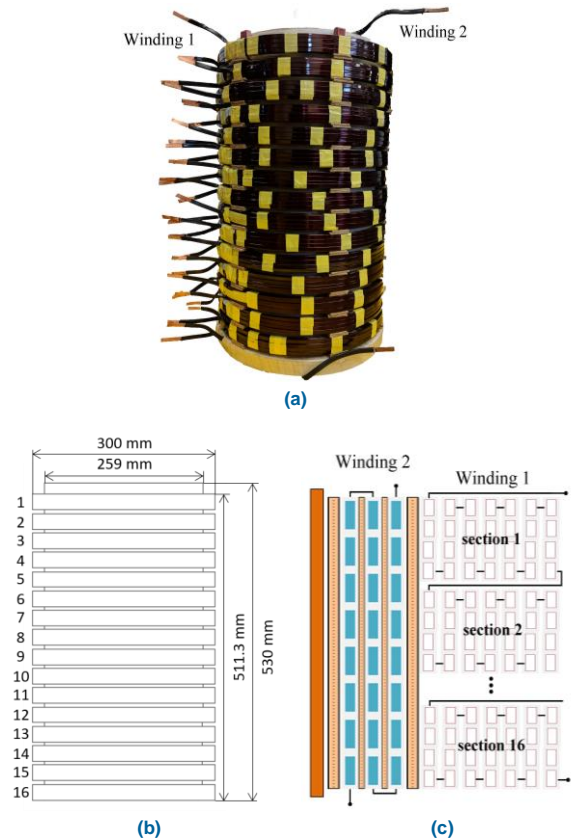 Winding 1
Winding 2
(a)
300 mm
259 mm
1
2
3
4
5
6
7
8
9
10
11
12
13
14
15
16
511.3 mm
530 mm
(b)
Winding 2
Winding 1
section 1
section 2
section 16
(c)